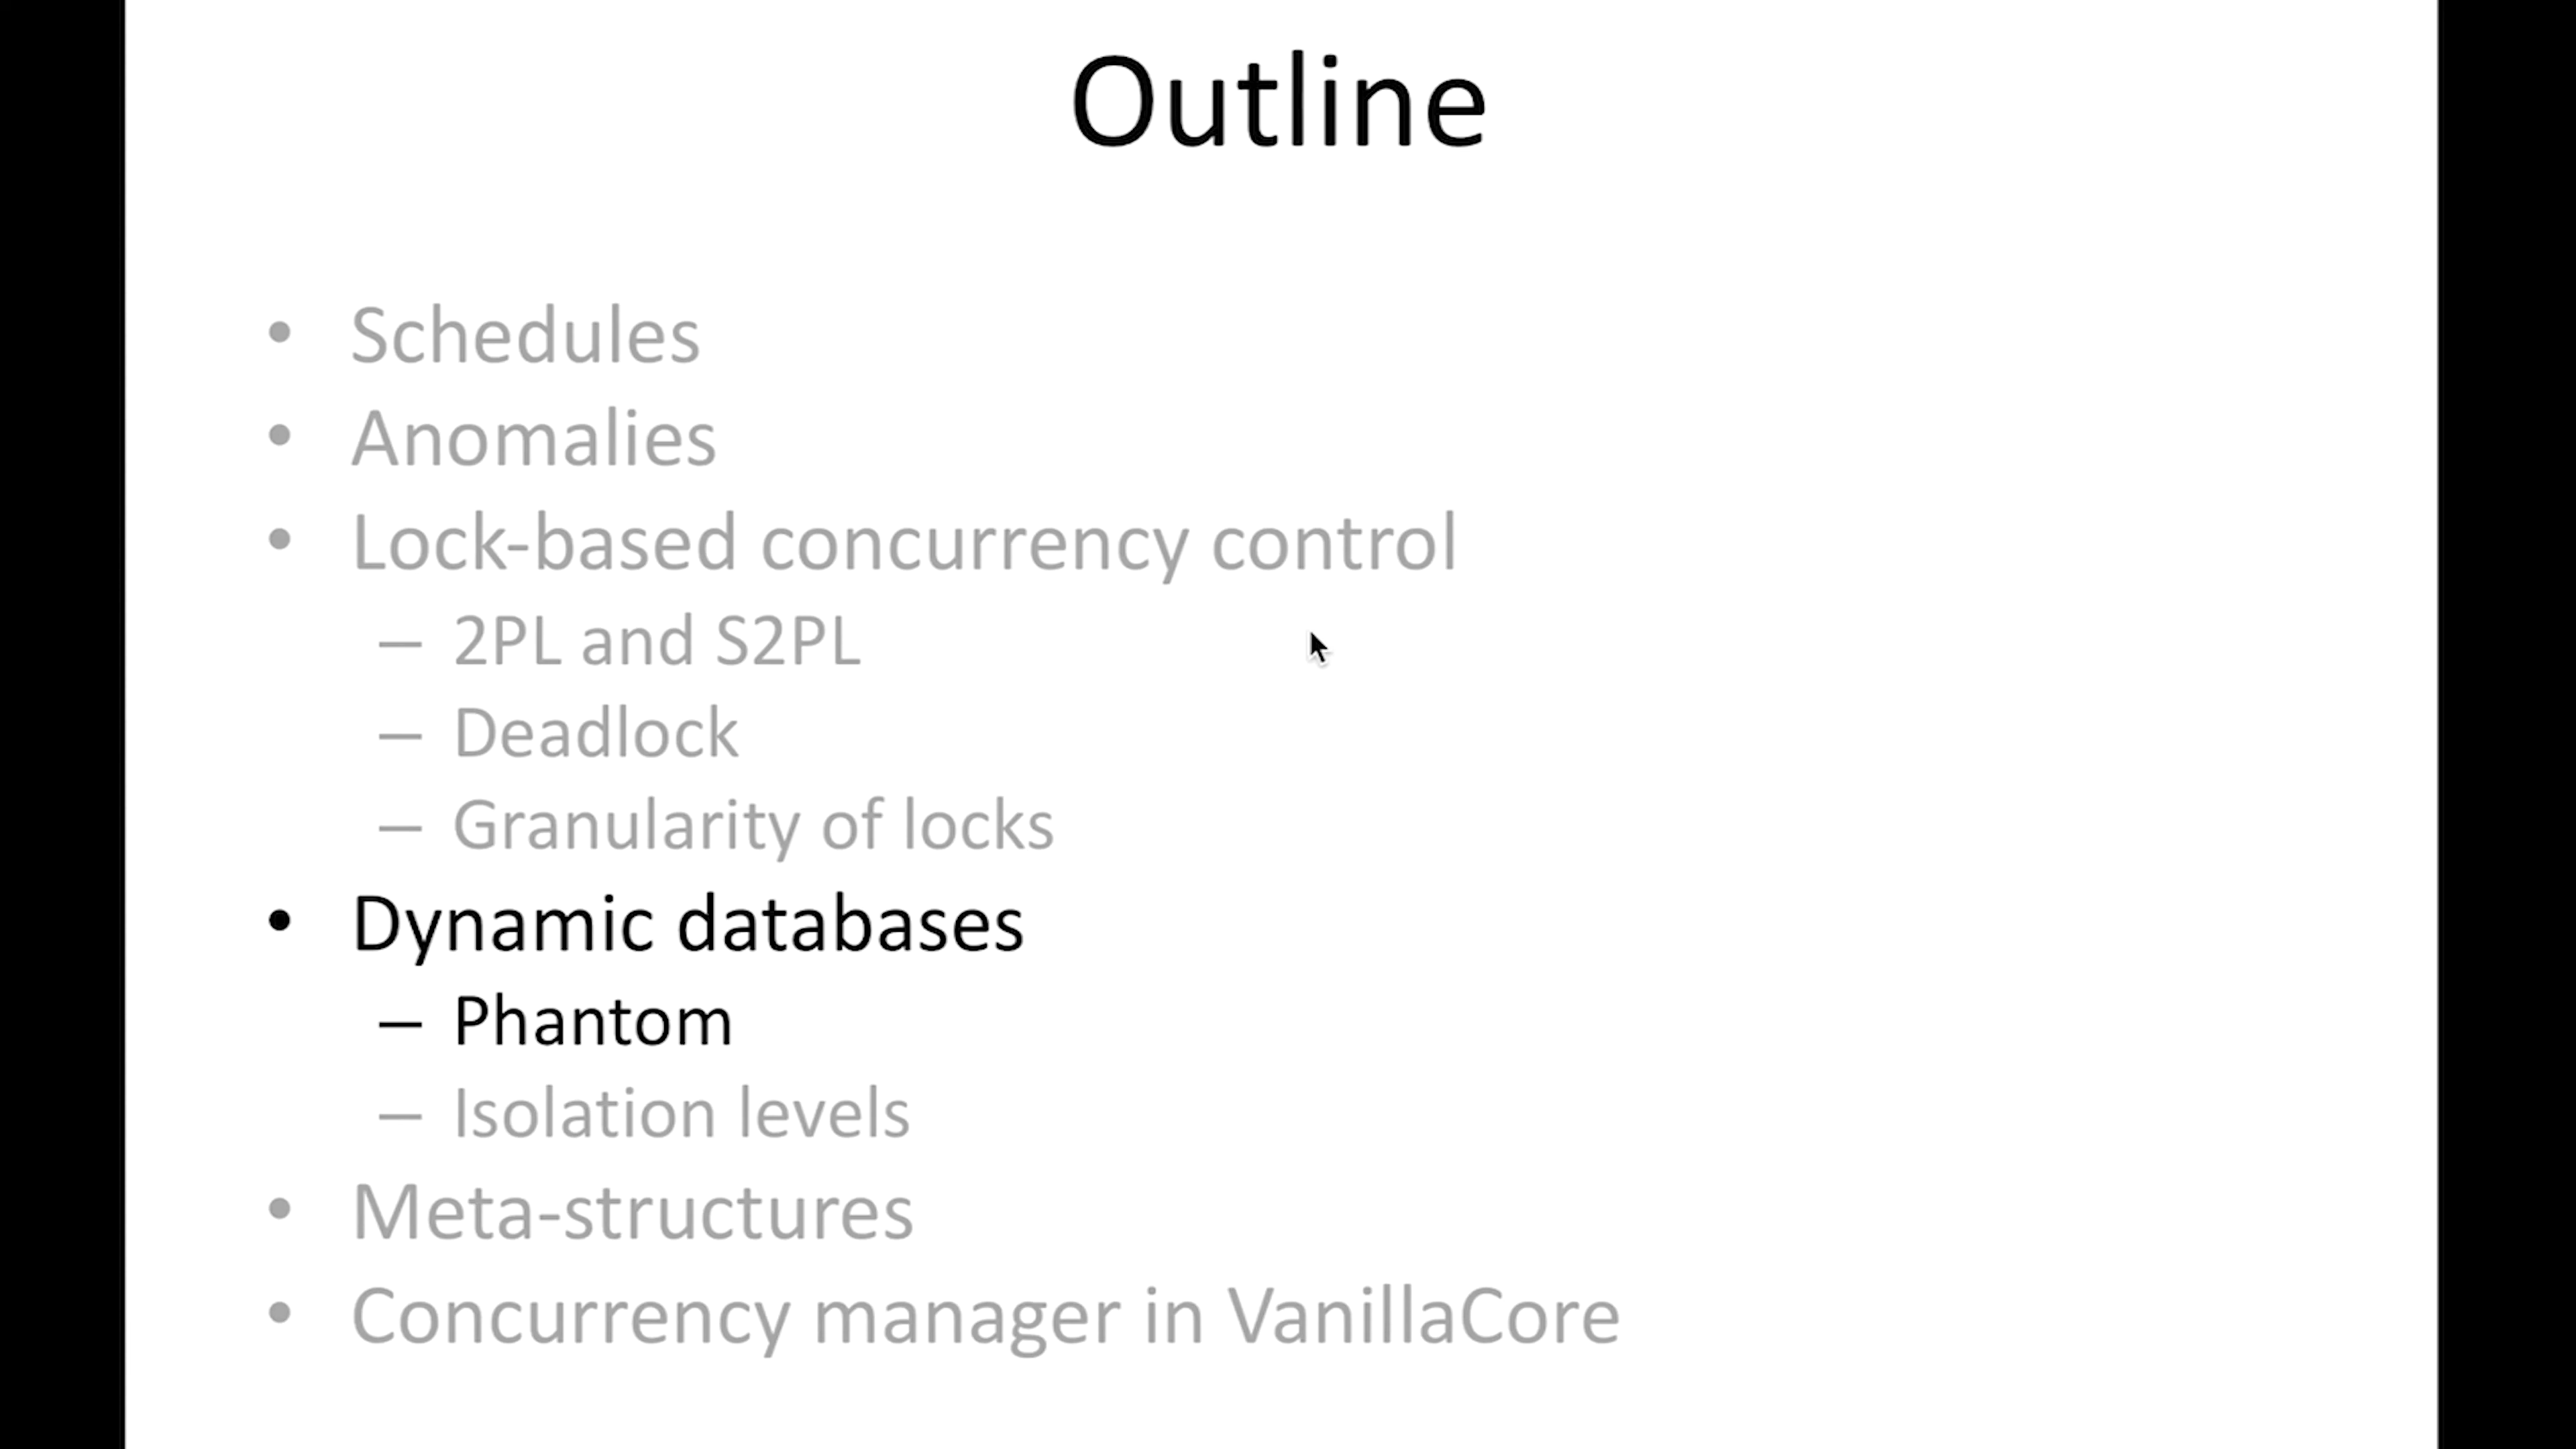 Outline
• Schedules
• Anomalies
• Lock-based concurrency control
– 2PL and S2PL
– Deadlock
– Granularity of locks
• Dynamic databases
– Phantom
– Isolation levels
• Meta-structures
• Concurrency manager in VanillaCore